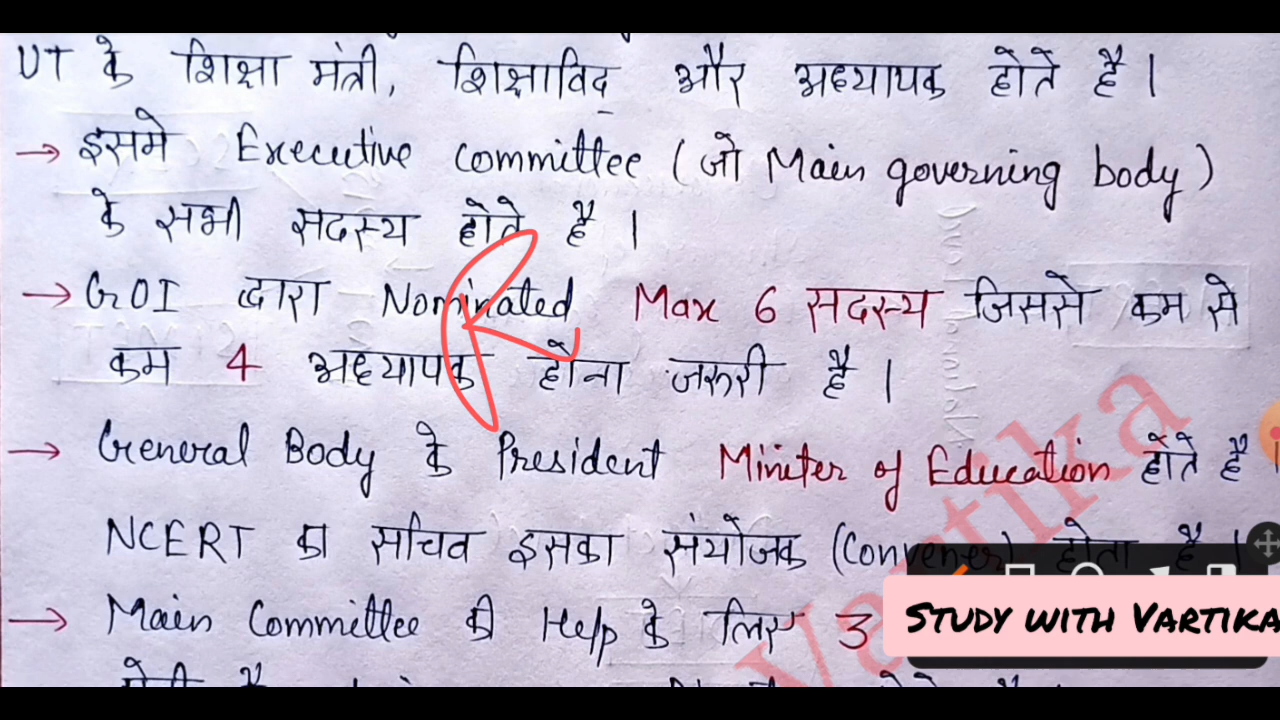 UT के शिक्षा मंत्री, शिक्षाविद और अध्यापक होते है।
→ इसमे Executive committee (जो Main governing body)
के सभी सदस्य होते है।
→ GOI द्वारा Nominated Max 6 सदस्य जिससे कम से
कम 4 अध्यापक होना जरुरी है।
→ General Body के President Miniter of Education होते है।
NCERT का सचिव इसका संयोजक (Convener) होता है।
→ Main Committee की Help के लिए 3
STUDY WITH VARTIKA
Vartika